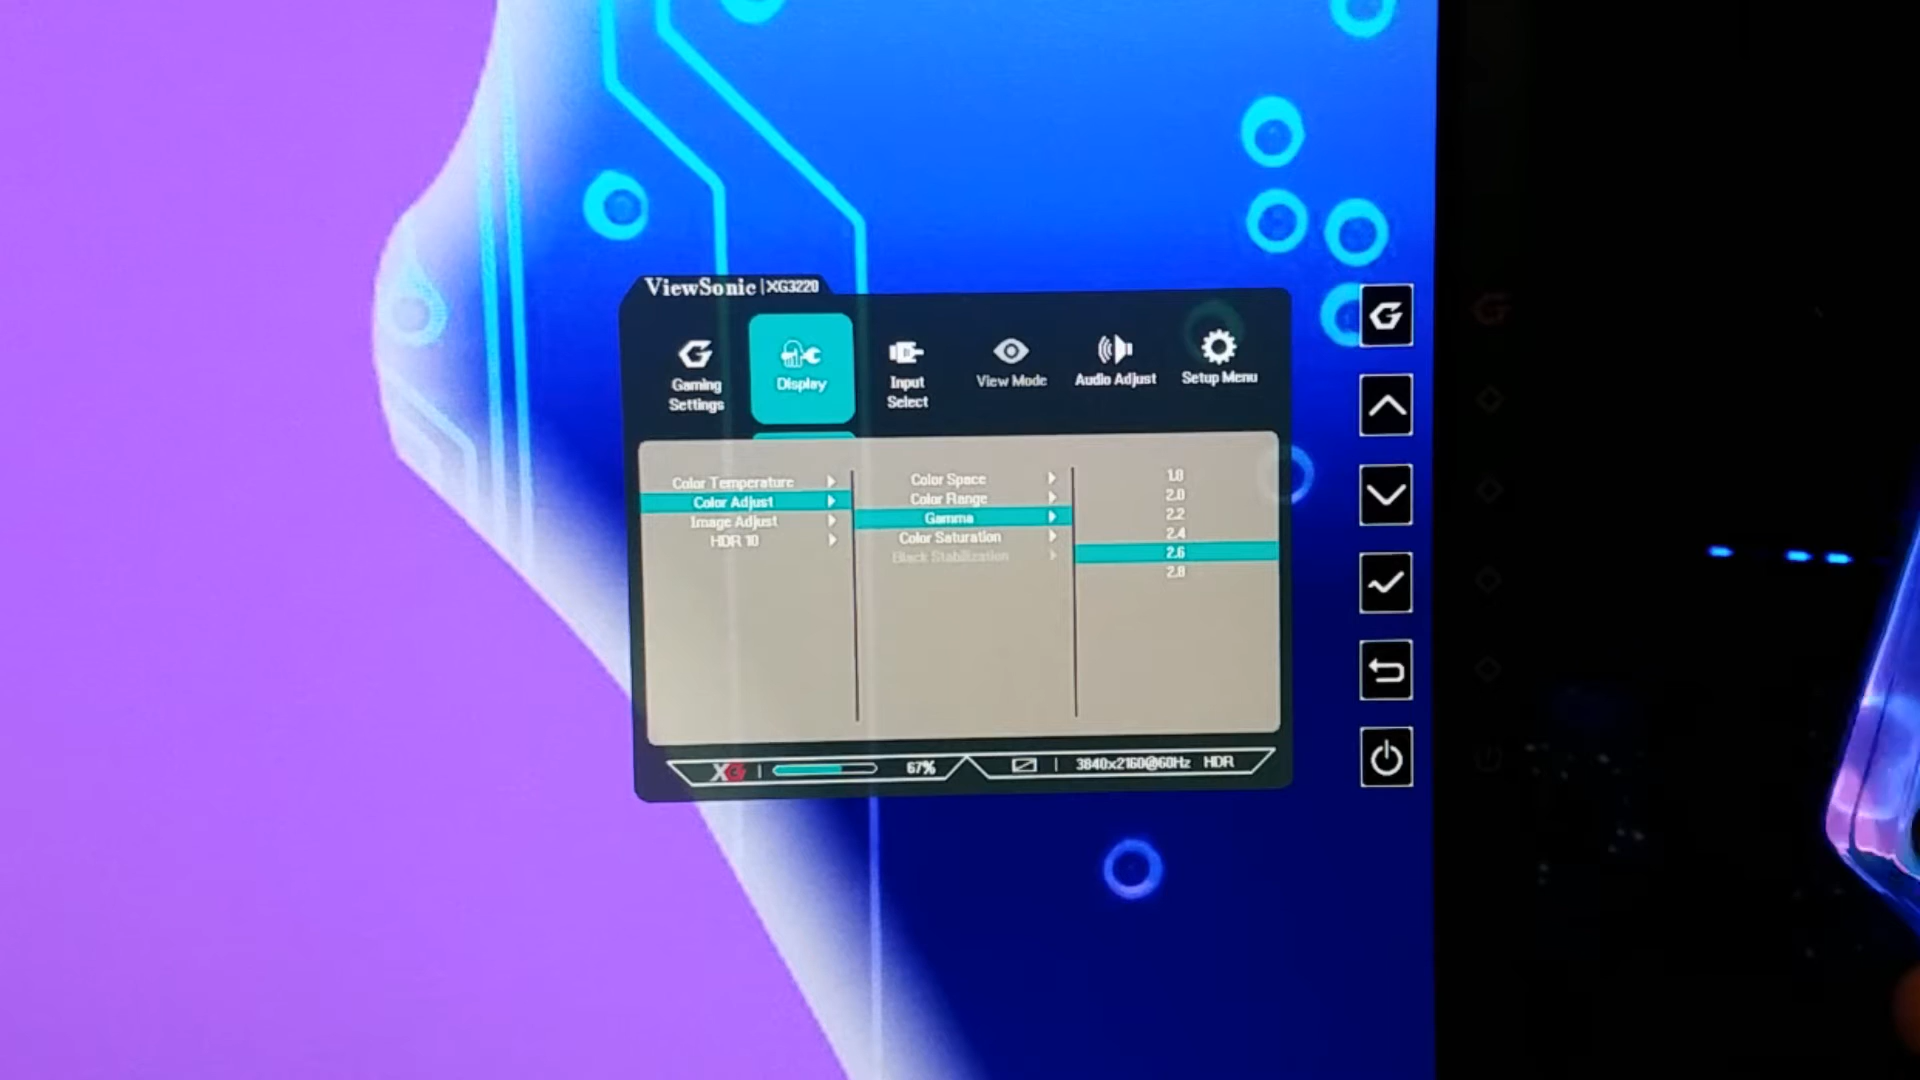 ViewSonic | XG3220
Gaming
Settings
Display
Input
Select
View Mode
Audio Adjust
Setup Menu
Color Temperature
Color Adjust
Image Adjust
HDR 10
Color Space
Color Range
Gamma
Color Saturation
Black Stabilization
1.8
2.0
2.2
2.4
2.6
2.8
XG | 67%
3840x2160@60Hz HDR